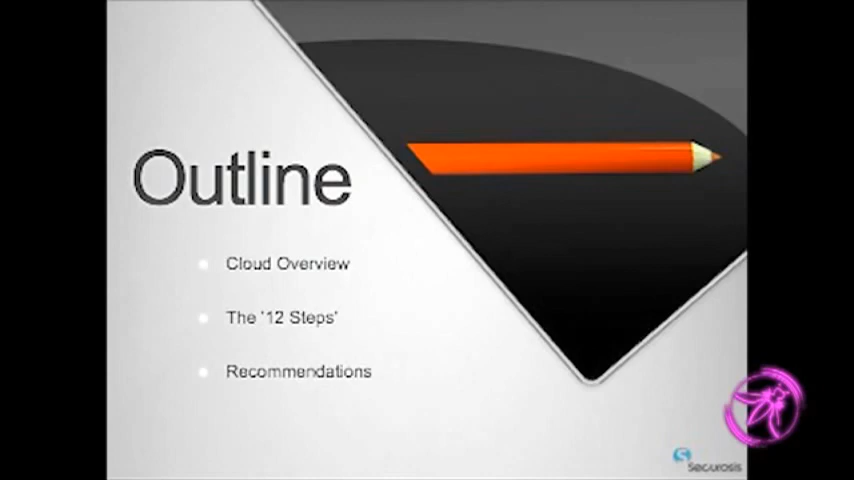 Outline
Cloud Overview
The '12 Steps'
Recommendations
Securosis